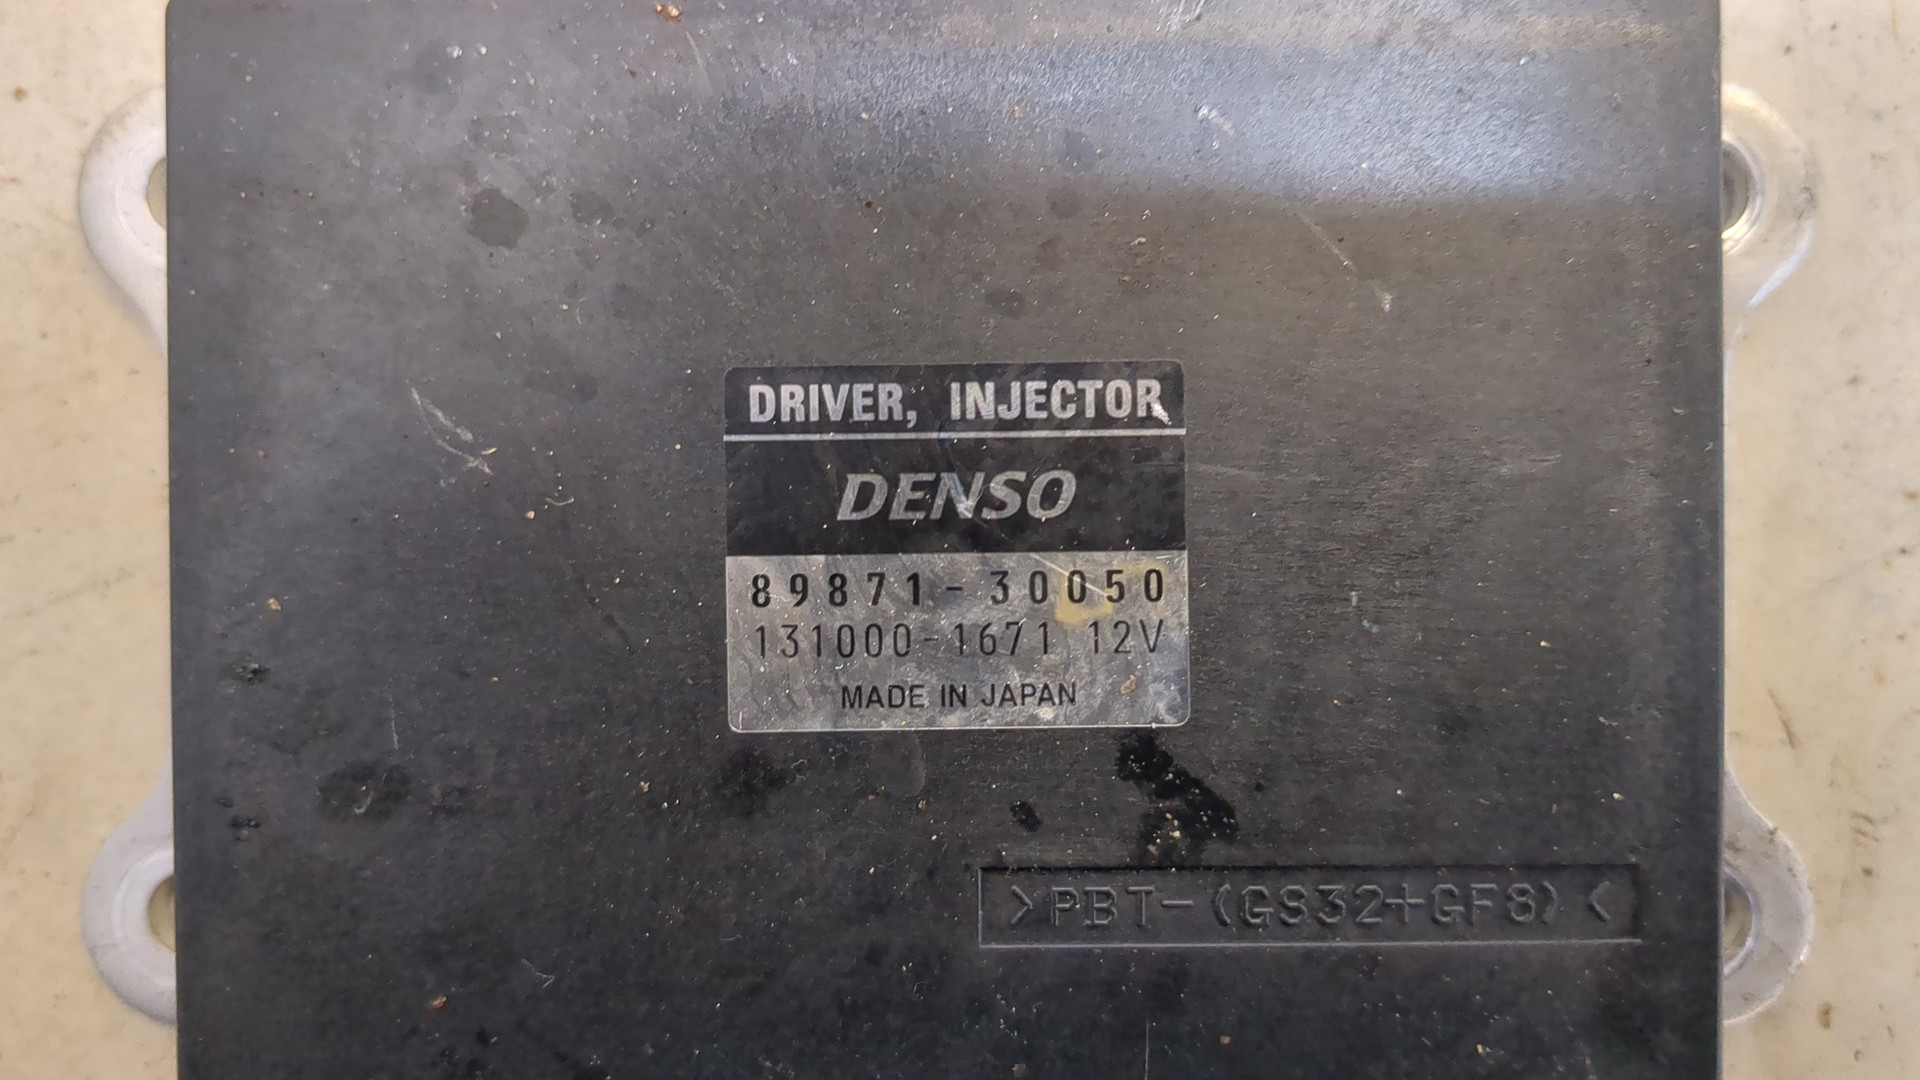 DRIVER, INJECTOR
DENSO
89871-30050
131000-1671 12V
MADE IN JAPAN
>PBT-(GS32+GF8)<